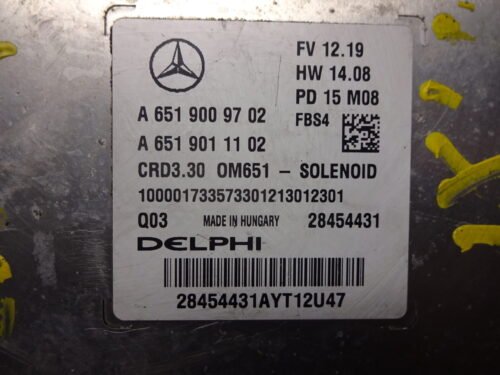 FV 12.19
HW 14.08
PD 15 M08
A 651 900 97 02
FBS4
A 651 901 11 02
CRD3.30 OM651 - SOLENOID
100001733573301213012301
Q03 MADE IN HUNGARY 28454431
DELPHI
28454431AYT12U47